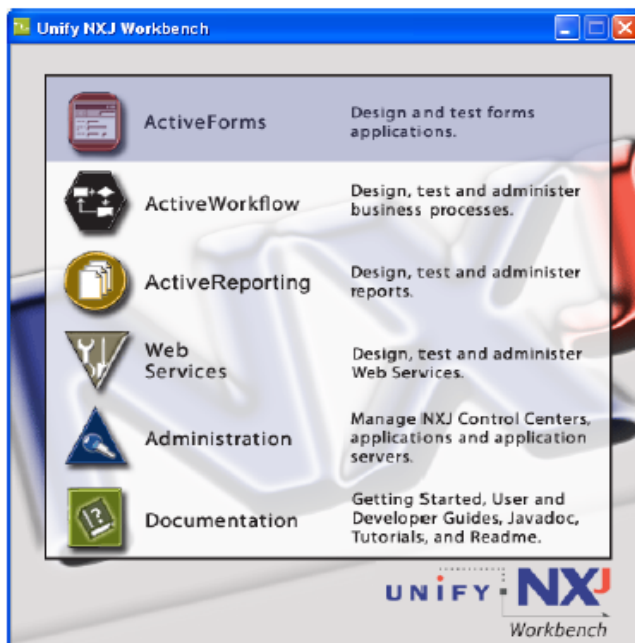 Unify NXJ Workbench
ActiveForms
Design and test forms
applications.
ActiveWorkflow
Design, test and administer
business processes.
ActiveReporting
Design, test and administer
reports.
Web
Services
Design, test and administer
Web Services.
Administration
Manage NXJ Control Centers,
applications and application
servers.
Documentation
Getting Started, User and
Developer Guides, Javadoc,
Tutorials, and Readme.
UNiFY NXJ
Workbench